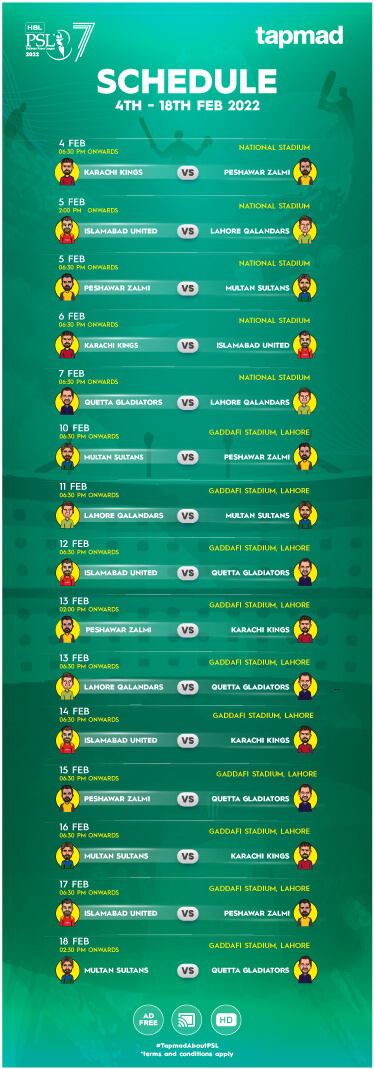 HBL
PSL
2022
7
tapmad
SCHEDULE
4TH - 18TH FEB 2022
4 FEB
06:30 PM ONWARDS
NATIONAL STADIUM
KARACHI KINGS VS PESHAWAR ZALMI
5 FEB
2:00 PM ONWARDS
NATIONAL STADIUM
ISLAMABAD UNITED VS LAHORE QALANDARS
5 FEB
06:30 PM ONWARDS
NATIONAL STADIUM
PESHAWAR ZALMI VS MULTAN SULTANS
6 FEB
06:30 PM ONWARDS
NATIONAL STADIUM
KARACHI KINGS VS ISLAMABAD UNITED
7 FEB
06:30 PM ONWARDS
NATIONAL STADIUM
QUETTA GLADIATORS VS LAHORE QALANDARS
10 FEB
06:30 PM ONWARDS
GADDAFI STADIUM, LAHORE
MULTAN SULTANS VS PESHAWAR ZALMI
11 FEB
06:30 PM ONWARDS
GADDAFI STADIUM, LAHORE
LAHORE QALANDARS VS MULTAN SULTANS
12 FEB
06:30 PM ONWARDS
GADDAFI STADIUM, LAHORE
ISLAMABAD UNITED VS QUETTA GLADIATORS
13 FEB
02:00 PM ONWARDS
GADDAFI STADIUM, LAHORE
PESHAWAR ZALMI VS KARACHI KINGS
13 FEB
06:30 PM ONWARDS
GADDAFI STADIUM, LAHORE
LAHORE QALANDARS VS QUETTA GLADIATORS
14 FEB
06:30 PM ONWARDS
GADDAFI STADIUM, LAHORE
ISLAMABAD UNITED VS KARACHI KINGS
15 FEB
06:30 PM ONWARDS
GADDAFI STADIUM, LAHORE
PESHAWAR ZALMI VS QUETTA GLADIATORS
16 FEB
06:30 PM ONWARDS
GADDAFI STADIUM, LAHORE
MULTAN SULTANS VS KARACHI KINGS
17 FEB
06:30 PM ONWARDS
GADDAFI STADIUM, LAHORE
ISLAMABAD UNITED VS PESHAWAR ZALMI
18 FEB
02:30 PM ONWARDS
GADDAFI STADIUM, LAHORE
MULTAN SULTANS VS QUETTA GLADIATORS
AD
FREE
HD
#TapmadAboutPSL
*terms and conditions apply